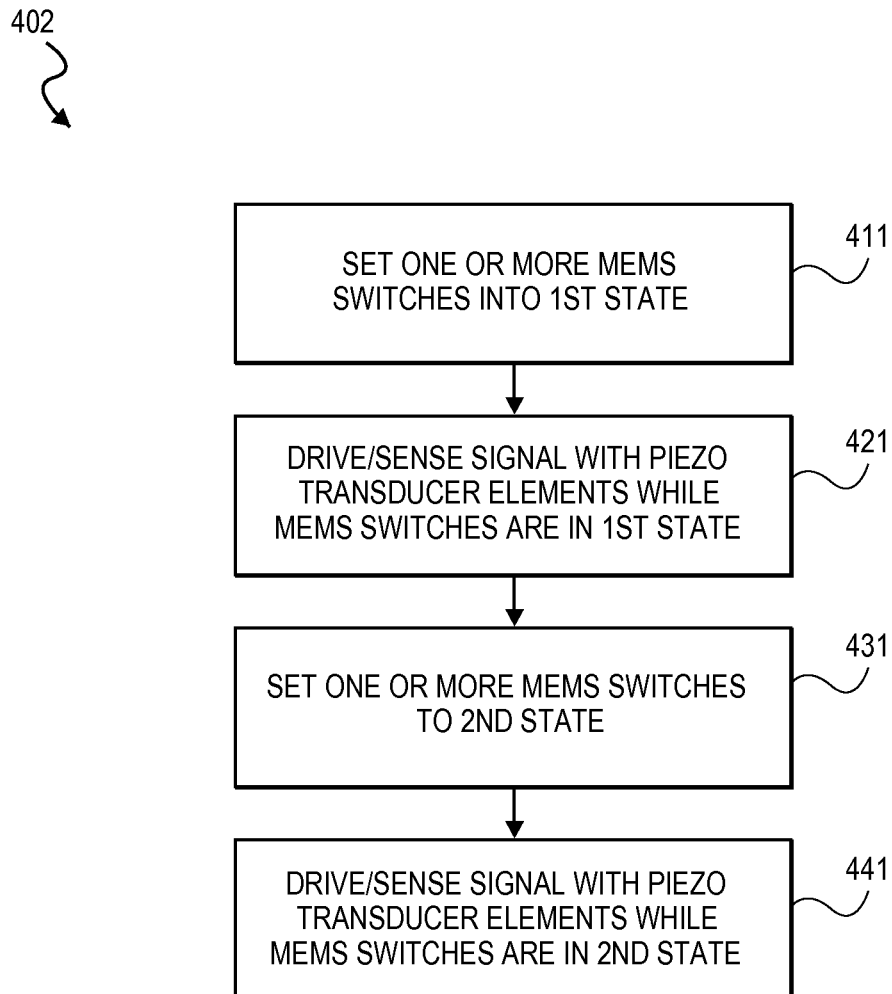 402
SET ONE OR MORE MEMS
SWITCHES INTO 1ST STATE
411
DRIVE/SENSE SIGNAL WITH PIEZO
TRANSDUCER ELEMENTS WHILE
MEMS SWITCHES ARE IN 1ST STATE
421
SET ONE OR MORE MEMS SWITCHES
TO 2ND STATE
431
DRIVE/SENSE SIGNAL WITH PIEZO
TRANSDUCER ELEMENTS WHILE
MEMS SWITCHES ARE IN 2ND STATE
441